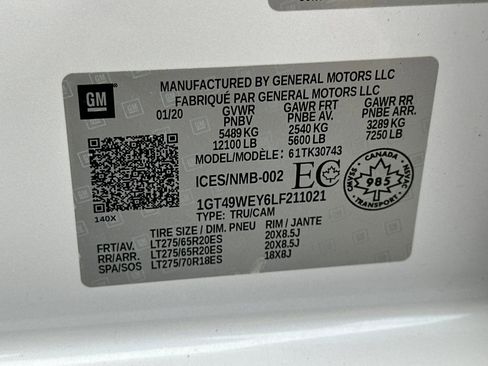 GM
MANUFACTURED BY GENERAL MOTORS LLC
FABRIQUÉ PAR GENERAL MOTORS LLC
01/20
GVWR GAWR FRT GAWR RR
PNBV PNBE AV. PNBE ARR.
5489 KG 2540 KG 3289 KG
12100 LB 5600 LB 7250 LB
MODEL/MODÈLE: 61TK30743
ICES/NMB-002 EC
CANADA
985
TRANSPORT
1GT49WEY6LF211021
140X
TYPE: TRU/CAM
TIRE SIZE / DIM. PNEU RIM / JANTE
FRT/AV. LT275/65R20ES 20X8.5J
RR/ARR. LT275/65R20ES 20X8.5J
SPA/SOS LT275/70R18ES 18X8J